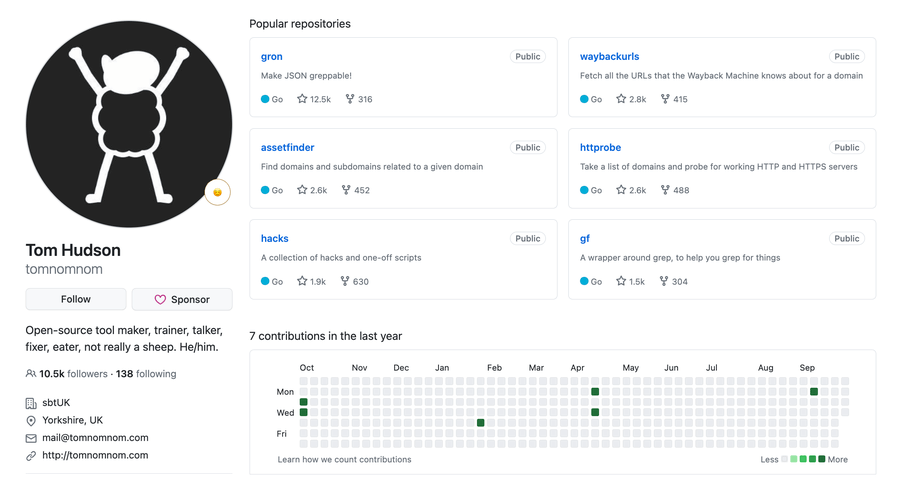 Tom Hudson
tomnomnom
Follow
Sponsor
Open-source tool maker, trainer, talker,
fixer, eater, not really a sheep. He/him.
10.5k followers · 138 following
sbtUK
Yorkshire, UK
mail@tomnomnom.com
http://tomnomnom.com
Popular repositories
gron
Public
Make JSON greppable!
Go 12.5k 316
waybackurls
Public
Fetch all the URLs that the Wayback Machine knows about for a domain
Go 2.8k 415
assetfinder
Public
Find domains and subdomains related to a given domain
Go 2.6k 452
httprobe
Public
Take a list of domains and probe for working HTTP and HTTPS servers
Go 2.6k 488
hacks
Public
A collection of hacks and one-off scripts
Go 1.9k 630
gf
Public
A wrapper around grep, to help you grep for things
Go 1.5k 304
7 contributions in the last year
Oct Nov Dec Jan Feb Mar Apr May Jun Jul Aug Sep
Mon
Wed
Fri
Learn how we count contributions
Less More